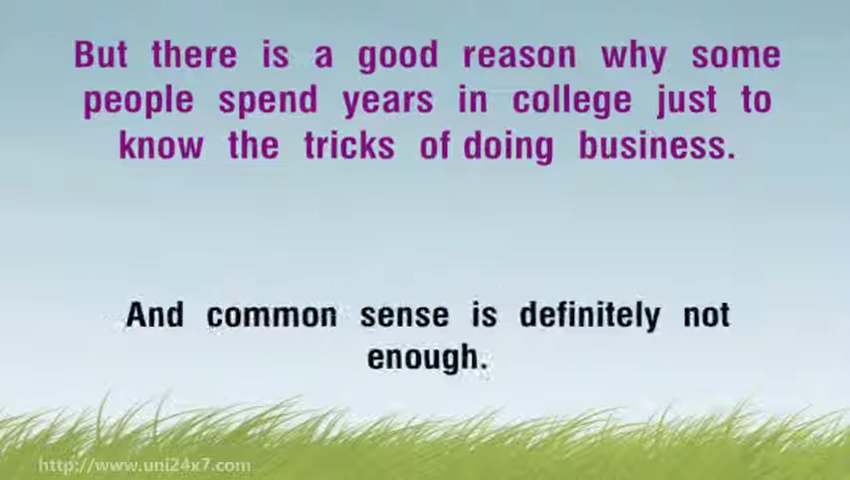 But there is a good reason why some
people spend years in college just to
know the tricks of doing business.
And common sense is definitely not
enough.
http://www.uni24x7.com